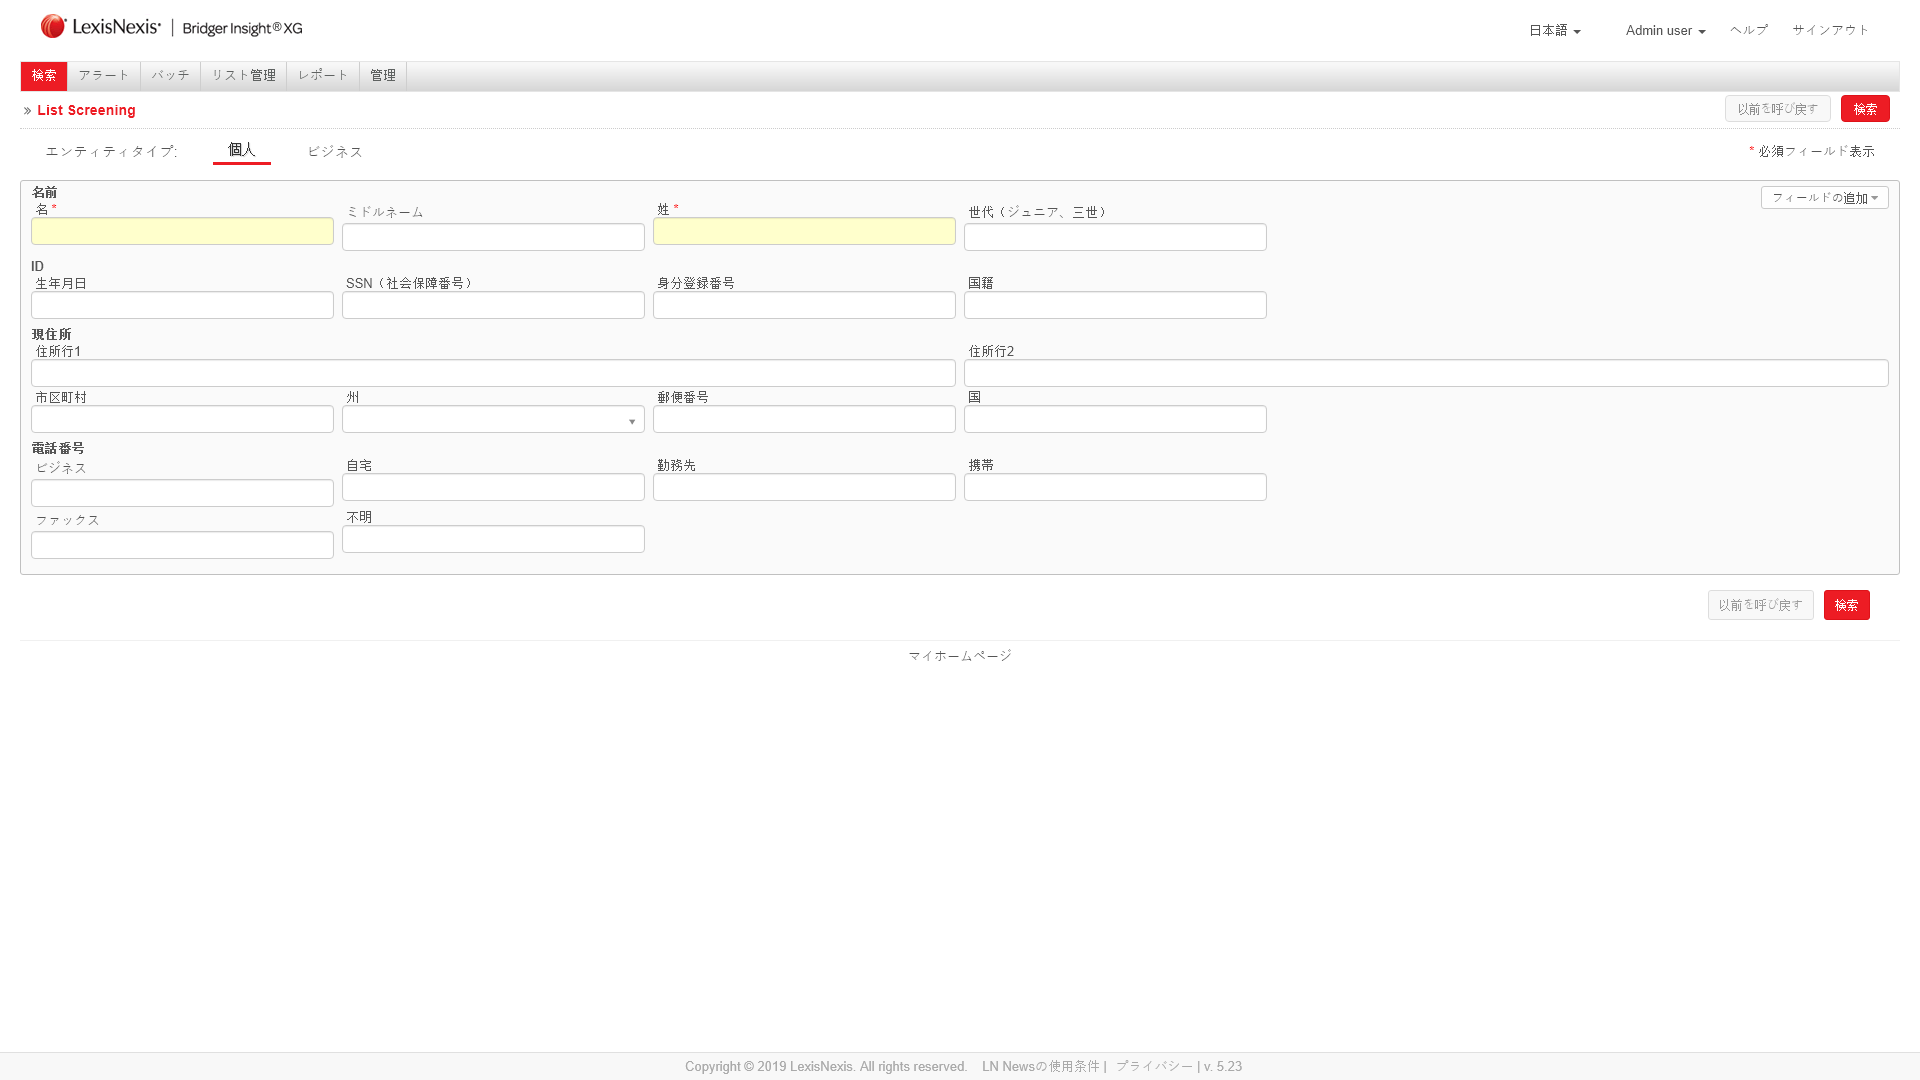 LexisNexis® | Bridger Insight® XG
日本語 Admin user ヘルプ サインアウト
検索 アラート バッチ リスト管理 レポート 管理
» List Screening 以前を呼び戻す 検索
エンティティタイプ: 個人 ビジネス * 必須フィールド表示
名前 フィールドの追加
名 * ミドルネーム 姓 * 世代（ジュニア、三世）
ID
生年月日 SSN（社会保障番号） 身分登録番号 国籍
現住所
住所行1 住所行2
市区町村 州 郵便番号 国
電話番号
ビジネス 自宅 勤務先 携帯
ファックス 不明
以前を呼び戻す 検索
マイホームページ
Copyright © 2019 LexisNexis. All rights reserved. LN Newsの使用条件 | プライバシー | v. 5.23